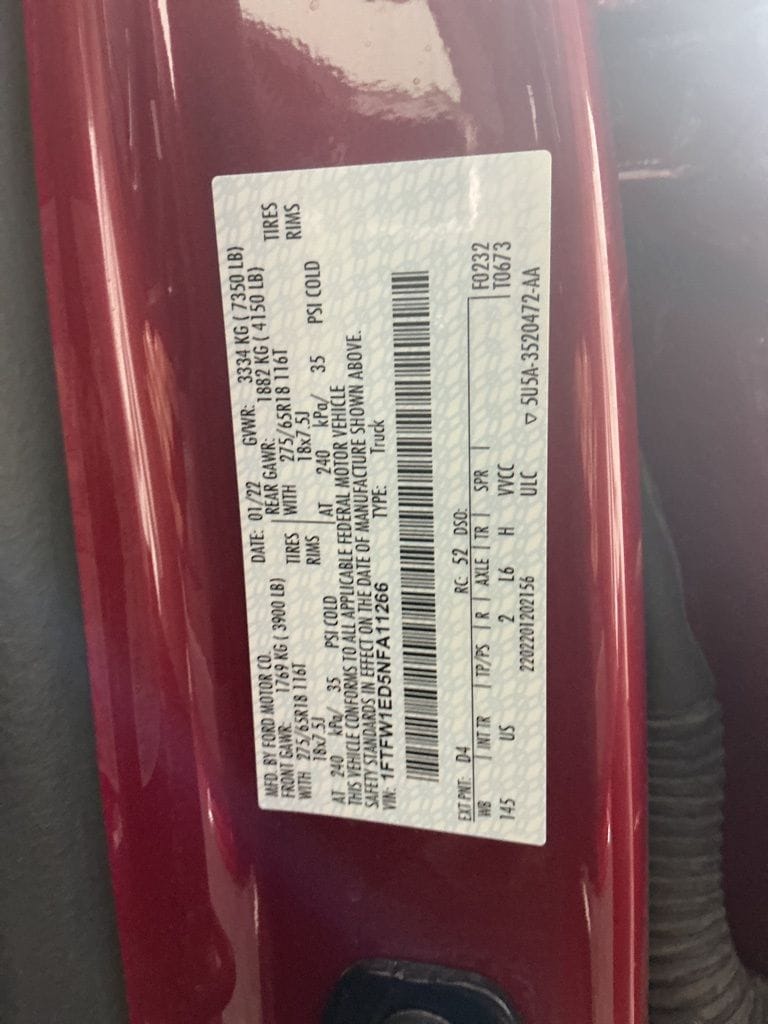 MFD. BY FORD MOTOR CO.
DATE: 01/22 GVWR: 3334 KG ( 7350 LB)
FRONT GAWR: 1769 KG ( 3900 LB) REAR GAWR: 1882 KG ( 4150 LB)
WITH 275/65R18 116T TIRES WITH 275/65R18 116T TIRES
18x7.5J RIMS 18x7.5J RIMS
AT 240 kPa/ 35 PSI COLD AT 240 kPa/ 35 PSI COLD
THIS VEHICLE CONFORMS TO ALL APPLICABLE FEDERAL MOTOR VEHICLE
SAFETY STANDARDS IN EFFECT ON THE DATE OF MANUFACTURE SHOWN ABOVE.
VIN: 1FTFW1ED5NFA11266 TYPE: Truck
EXT PNT: D4 RC: 52 DSO: F0232
WB INT TR TP/PS R AXLE TR SPR T0673
145 US 2 L6 H VVCC
2202201202156 ULC ▽ 5U5A-3520472-AA